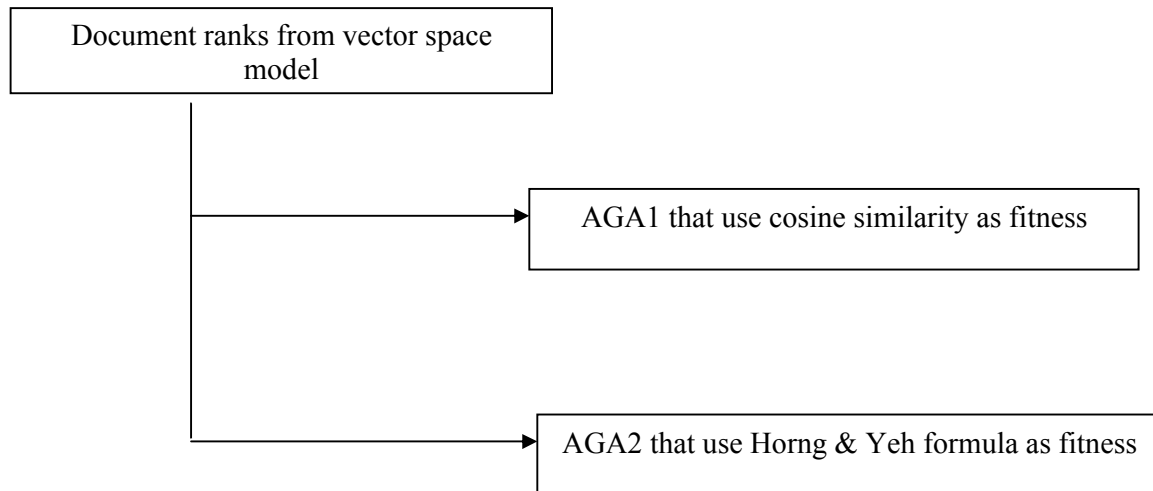 Document ranks from vector space
model
AGA1 that use cosine similarity as fitness
AGA2 that use Horng & Yeh formula as fitness